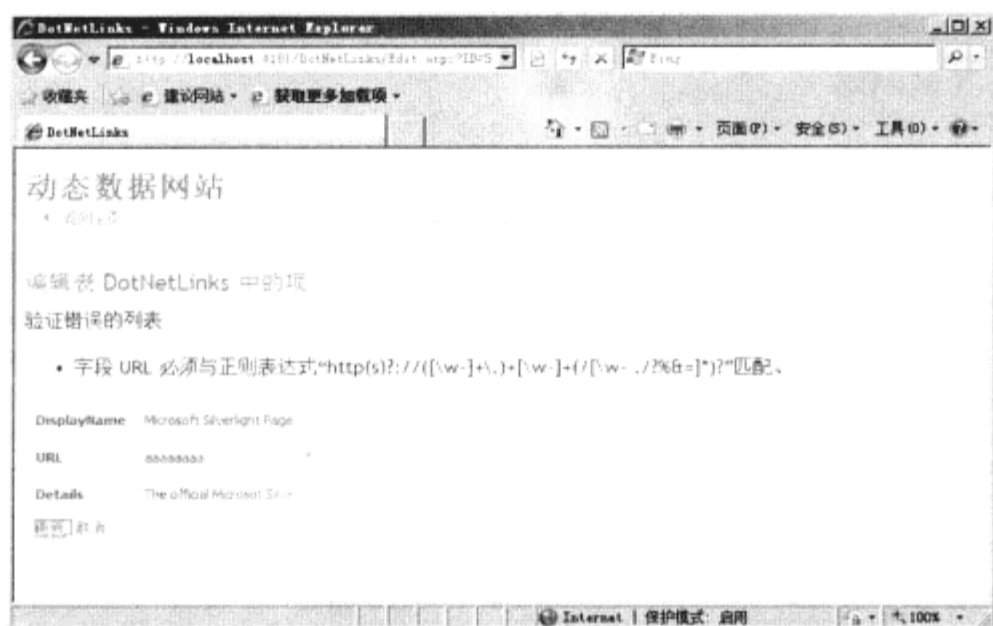 DotNetLinks - Windows Internet Explorer
localhost
收藏夹 建议网站 获取更多加载项
DotNetLinks 页面(P) 安全(S) 工具(O)
动态数据网站
编辑表 DotNetLinks 中的项
验证错误的列表
• 字段 URL 必须与正则表达式“http(s)?://([\w-]+\.)+[\w-]+(/[\w- ./?%&=]*)?”匹配。
DisplayName Microsoft Silverlight Page
URL aaaaaaaa
Details The official Microsoft
Internet | 保护模式: 启用 100%